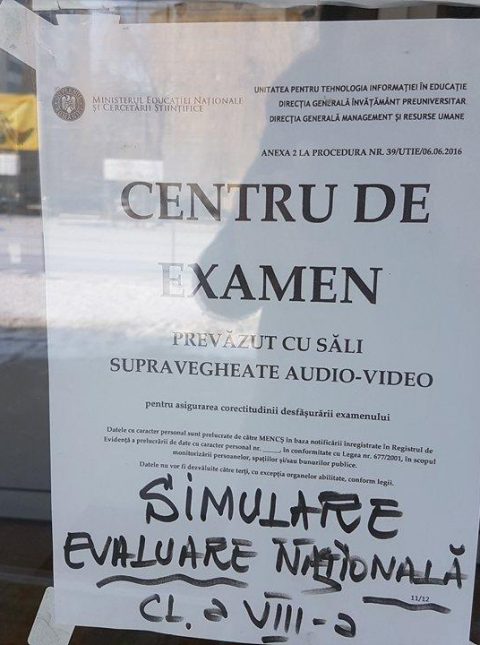 MINISTERUL EDUCAȚIEI NAȚIONALE
ȘI CERCETĂRII ȘTIINȚIFICE
UNITATEA PENTRU TEHNOLOGIA INFORMAȚIEI ÎN EDUCAȚIE
DIRECȚIA GENERALĂ ÎNVĂȚĂMÂNT PREUNIVERSITAR
DIRECȚIA GENERALĂ MANAGEMENT ȘI RESURSE UMANE
ANEXA 2 LA PROCEDURA NR. 39/UTIE/06.06.2016
CENTRU DE
EXAMEN
PREVĂZUT CU SĂLI
SUPRAVEGHEATE AUDIO-VIDEO
pentru asigurarea corectitudinii desfășurării examenului
Datele cu caracter personal sunt prelucrate de către MENCȘ în baza notificării înregistrate în Registrul de
Evidență a prelucrării de date cu caracter personal nr. _____, în conformitate cu Legea nr. 677/2001, în scopul
monitorizării persoanelor, spațiilor și/sau bunurilor publice.
Datele nu vor fi dezvăluite către terți, cu excepția organelor abilitate, conform legii.
SIMULARE
EVALUARE NAȚIONALĂ
11/12
CL. a VIII-a